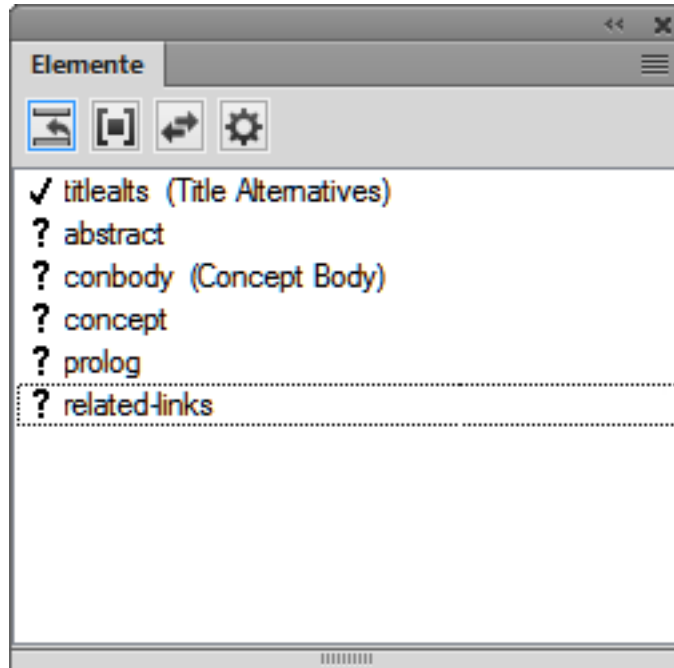 Elemente
titlealts (Title Alternatives)
? abstract
? conbody (Concept Body)
? concept
? prolog
? related-links